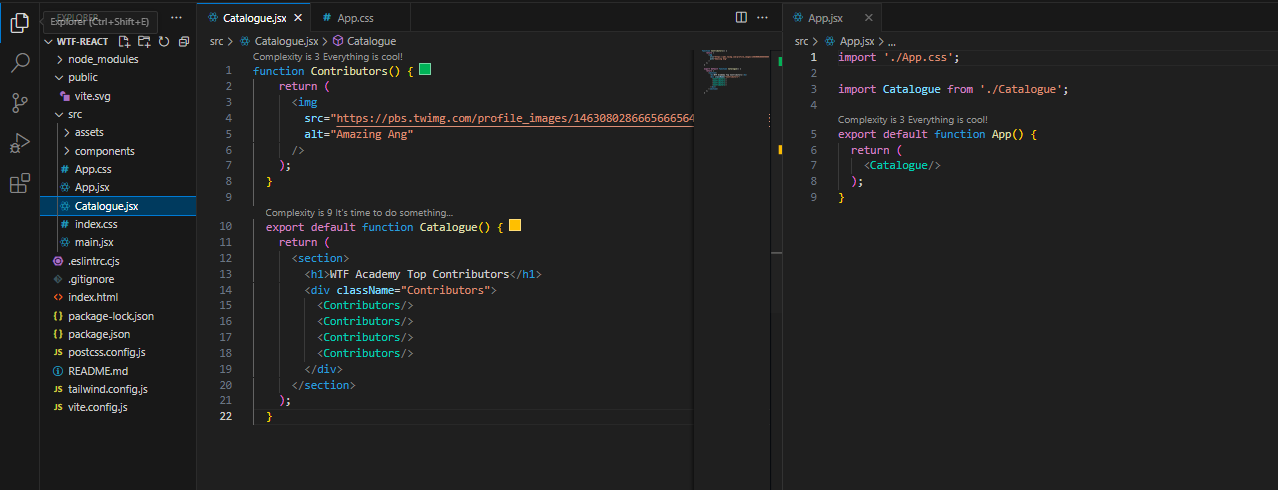 EXPLORER
Explorer (Ctrl+Shift+E)
WTF-REACT
node_modules
public
vite.svg
src
assets
components
# App.css
App.jsx
Catalogue.jsx
# index.css
main.jsx
.eslintrc.cjs
.gitignore
<> index.html
{} package-lock.json
{} package.json
JS postcss.config.js
README.md
JS tailwind.config.js
JS vite.config.js
Catalogue.jsx
# App.css
src > Catalogue.jsx > Catalogue
Complexity is 3 Everything is cool!
1 function Contributors() {
2 return (
3 <img
4 src="https://pbs.twimg.com/profile_images/1463080286665666564
5 alt="Amazing Ang"
6 />
7 );
8 }
9
Complexity is 9 It's time to do something...
10 export default function Catalogue() {
11 return (
12 <section>
13 <h1>WTF Academy Top Contributors</h1>
14 <div className="Contributors">
15 <Contributors/>
16 <Contributors/>
17 <Contributors/>
18 <Contributors/>
19 </div>
20 </section>
21 );
22 }
App.jsx
src > App.jsx > ...
1 import './App.css';
2
3 import Catalogue from './Catalogue';
4
Complexity is 3 Everything is cool!
5 export default function App() {
6 return (
7 <Catalogue/>
8 );
9 }